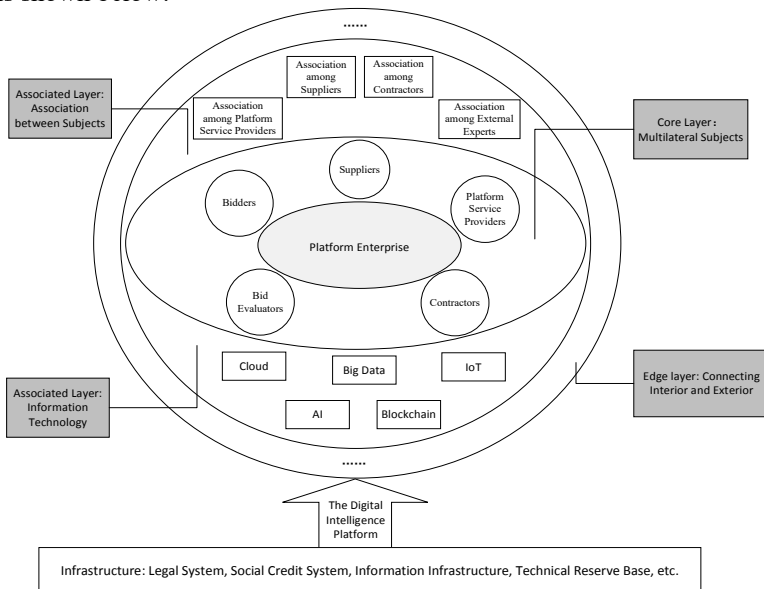 ......
Association
among
Suppliers
Association
among
Contractors
Associated Layer:
Association
between Subjects
Association
among Platform
Service Providers
Association
among External
Experts
Core Layer:
Multilateral Subjects
Suppliers
Bidders
Platform
Service
Providers
Platform Enterprise
Bid
Evaluators
Contractors
Cloud
Big Data
IoT
Edge layer: Connecting
Interior and Exterior
Associated Layer:
Information
Technology
AI
Blockchain
......
The Digital
Intelligence
Platform
Infrastructure: Legal System, Social Credit System, Information Infrastructure, Technical Reserve Base, etc.